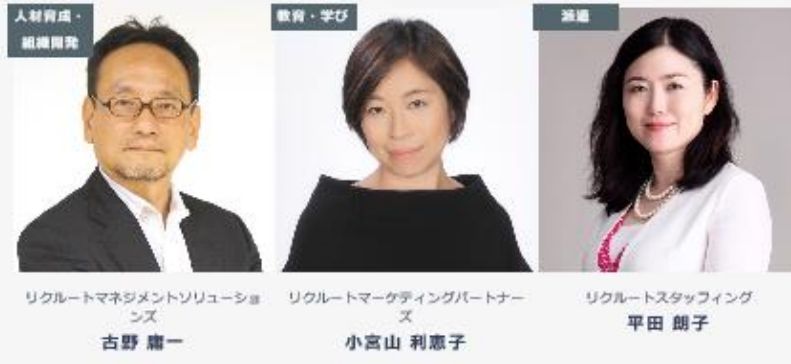 人材育成・
組織開発
教育・学び
派遣
リクルートマネジメントソリューショ
ンズ
古野 庸一
リクルートマーケティングパートナー
ズ
小宮山 利恵子
リクルートスタッフィング
平田 朗子